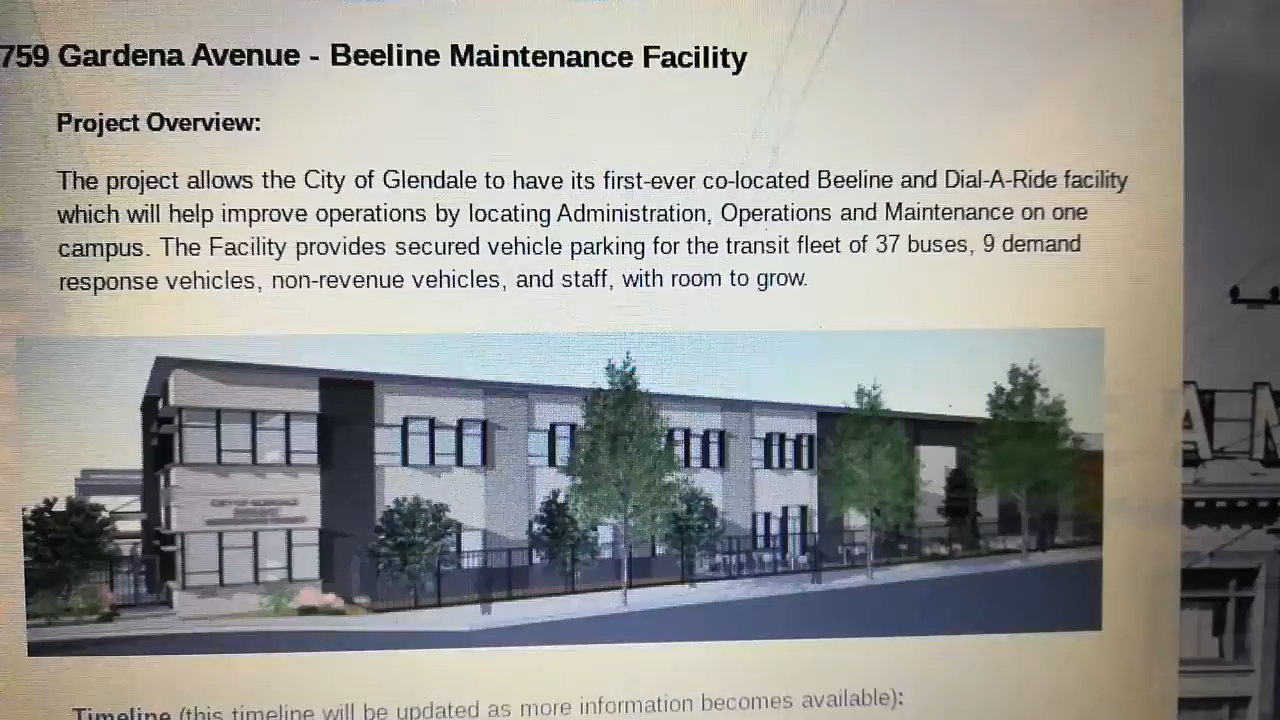 759 Gardena Avenue - Beeline Maintenance Facility
Project Overview:
The project allows the City of Glendale to have its first-ever co-located Beeline and Dial-A-Ride facility
which will help improve operations by locating Administration, Operations and Maintenance on one
campus. The Facility provides secured vehicle parking for the transit fleet of 37 buses, 9 demand
response vehicles, non-revenue vehicles, and staff, with room to grow.
Timeline (this timeline will be updated as more information becomes available):